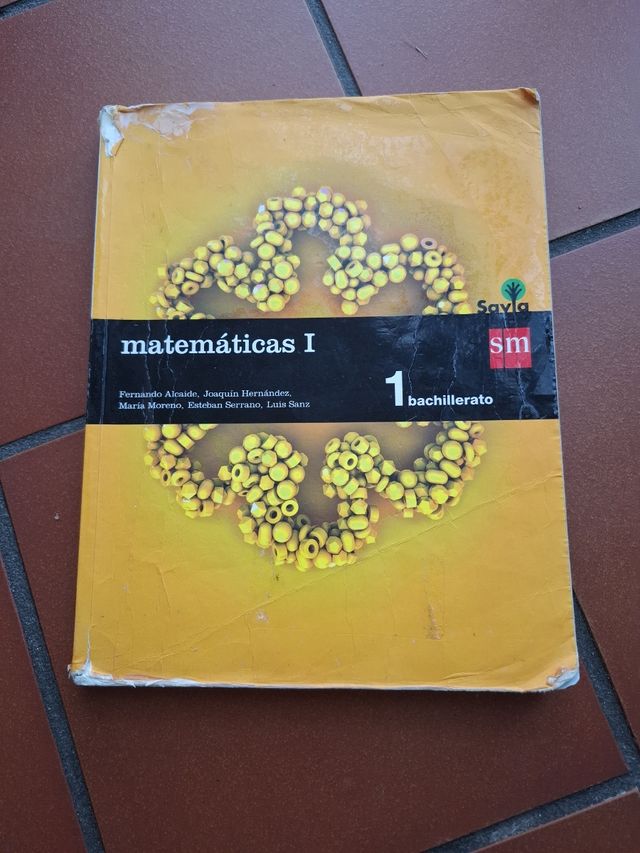 Savia
matemáticas I
sm
Fernando Alcaide, Joaquín Hernández,
María Moreno, Esteban Serrano, Luis Sanz
1 bachillerato